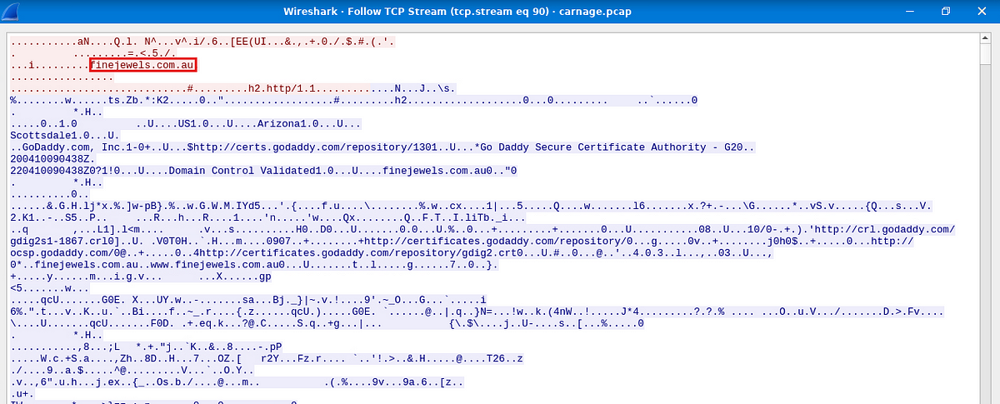 Wireshark · Follow TCP Stream (tcp.stream eq 90) · carnage.pcap
...........aN....Q.l. N^...v^.i/.6..[EE(UI...&.,.+.0./.$.#.(.'.
. .........=.<.5./.
...i.........finejewels.com.au
................
............................#.........h2.http/1.1.............N...J..\s.
%........w......ts.Zb.*:K2.....0..".................#.........h2...................0...0......... ..`......0
. *.H..
.....0..1.0 ..U....US1.0...U....Arizona1.0...U...
Scottsdale1.0...U.
..GoDaddy.com, Inc.1-0+..U...$http://certs.godaddy.com/repository/1301..U...*Go Daddy Secure Certificate Authority - G20..
200410090438Z.
220410090438Z0?1!0...U....Domain Control Validated1.0...U....finejewels.com.au0.."0
. *.H..
..........0..
......&.G.H.lj*x.%.]w-pB}.%..w.G.W.M.IYd5...'.{....f.u....\........%.w..cx....1|...5.....Q....w.......l6.......x.?+.-...\G......*..vS.v.....{Q...s...V.
2.K1..-..S5..P.. ...R...h...R....1....'n.....'w....Qx........Q..F.T..I.liTb._i...
..q ,...L1].l<m.... .v...s..........H0..D0...U.......0.0...U.%..0...+.........+.......0...U...........08..U...10/0-.+.).'http://crl.godaddy.com/
gdig2s1-1867.crl0]..U. .V0T0H..`.H...m....0907..+........+http://certificates.godaddy.com/repository/0...g.....0v..+........j0h0$..+.....0...http://
ocsp.godaddy.com/0@..+.....0..4http://certificates.godaddy.com/repository/gdig2.crt0...U.#..0...@..'..4.0.3..l...,..03..U...,
0*..finejewels.com.au..www.finejewels.com.au0...U.......t..l.....g......7..0..}.
+.....y......m...i.g.v... ...X......gp
<5.......w...
.....qcU.......G0E. X...UY.w..-.......sa...Bj._}|~.v.!....9'.~_O...G...`.....i
6%.".t...v..K..u.`..Bi....f..~_.r....{.z......qcU.).....G0E. `......@..|.q..}N=...!w..k.(4nW..!.....J*4.........?.?.% .... ...O..u.V.../.......D.>.Fv....
\....U.......qcU.......F0D. .+.eq.k...?@.C.....S.q..+g...|... {\.$\....j..U-....s..[...%.....0
. *.H..
...........,8...;L *.+."j..`K..&..8....-.pP
.....W.c.+S.a....,Zh..8D..H...7...OZ.[ r2Y...Fz.r.... `..'!.>..&.H.....@....T26..z
./....9..a.$.....^@.........V...`..O.Y..
.v..,6".u.h...j.ex..{_..Os.b./....@...m.. .(.%....9v...9a.6..[z..
.u+.